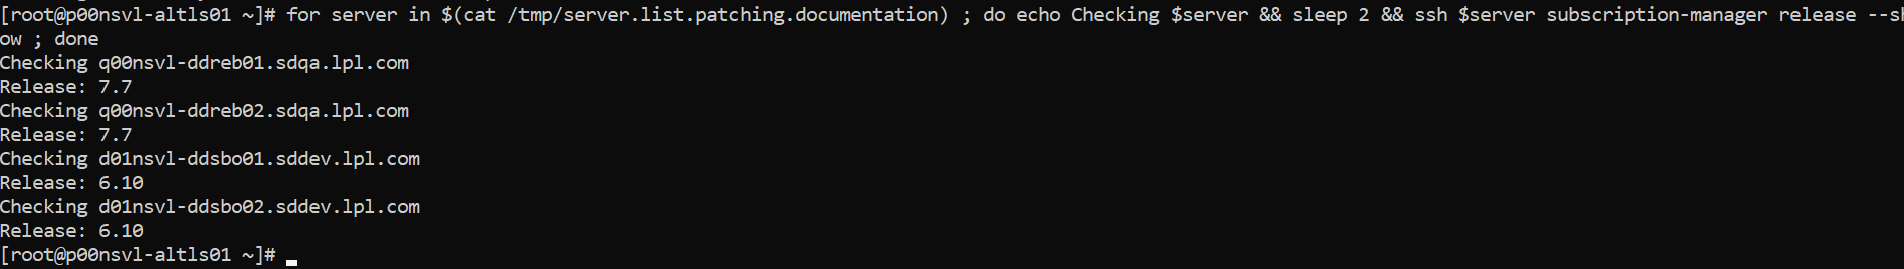 [root@p00nsvl-altls01 ~]# for server in $(cat /tmp/server.list.patching.documentation) ; do echo Checking $server && sleep 2 && ssh $server subscription-manager release --sh
ow ; done
Checking q00nsvl-ddreb01.sdqa.lpl.com
Release: 7.7
Checking q00nsvl-ddreb02.sdqa.lpl.com
Release: 7.7
Checking d01nsvl-ddsbo01.sddev.lpl.com
Release: 6.10
Checking d01nsvl-ddsbo02.sddev.lpl.com
Release: 6.10
[root@p00nsvl-altls01 ~]#